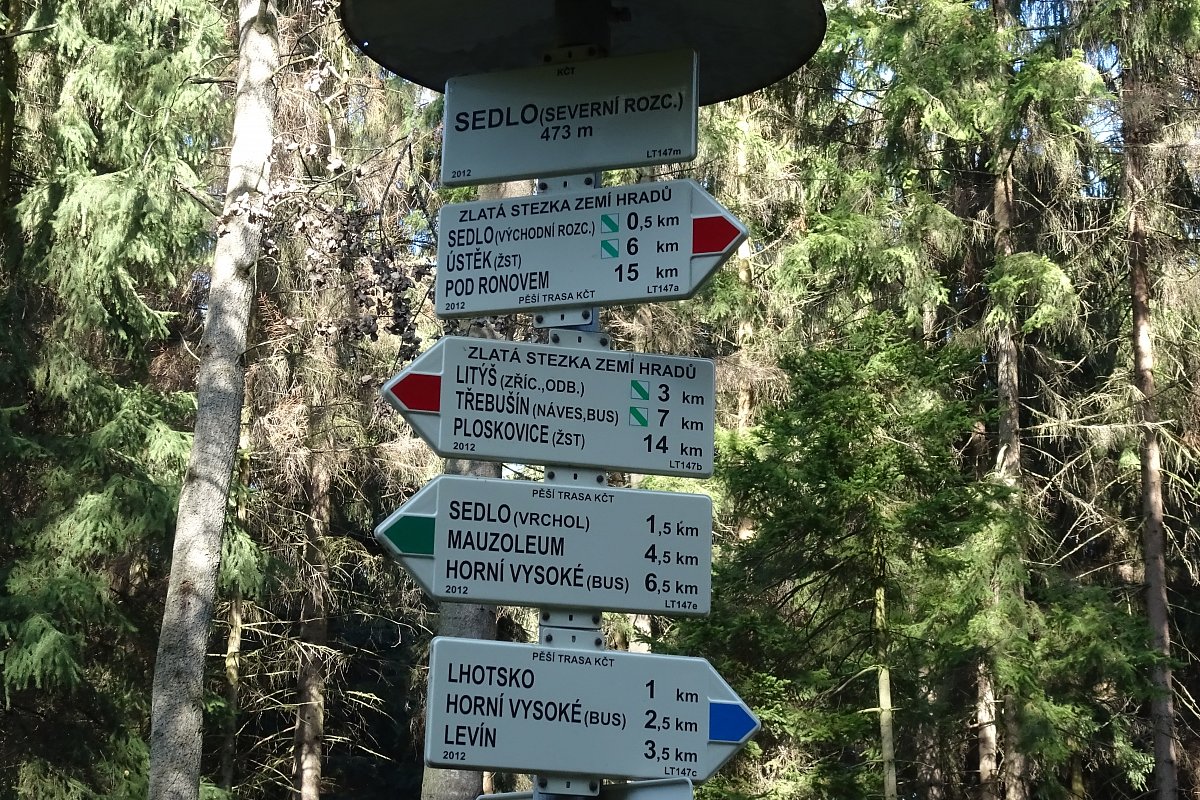 KČT
SEDLO (SEVERNÍ ROZC.)
473 m
2012 LT147m
ZLATÁ STEZKA ZEMÍ HRADŮ
SEDLO (VÝCHODNÍ ROZC.) 0,5 km
ÚSTĚK (ŽST) 6 km
POD RONOVEM 15 km
2012 PĚŠÍ TRASA KČT LT147a
ZLATÁ STEZKA ZEMÍ HRADŮ
LITÝŠ (ZŘÍC.,ODB.) 3 km
TŘEBUŠÍN (NÁVES,BUS) 7 km
PLOSKOVICE (ŽST) 14 km
2012 LT147b
PĚŠÍ TRASA KČT
SEDLO (VRCHOL) 1,5 km
MAUZOLEUM 4,5 km
HORNÍ VYSOKÉ (BUS) 6,5 km
2012 LT147e
PĚŠÍ TRASA KČT
LHOTSKO 1 km
HORNÍ VYSOKÉ (BUS) 2,5 km
LEVÍN 3,5 km
2012 LT147c